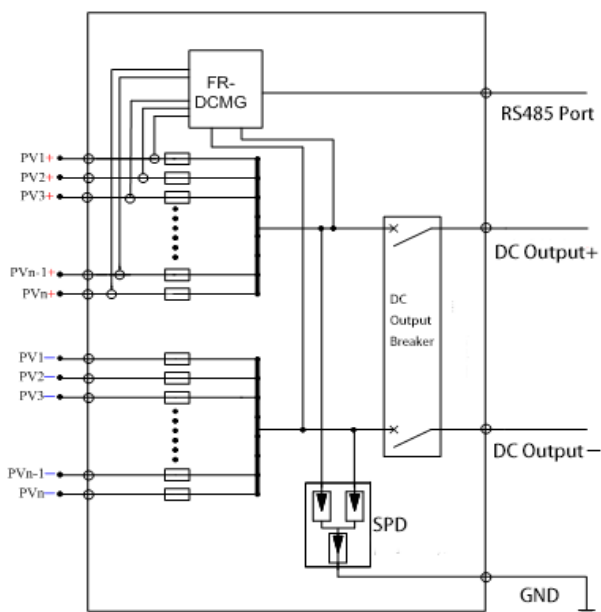 FR-
DCMG
RS485 Port
PV1+
PV2+
PV3+
PVn-1+
PVn+
DC Output+
DC
Output
Breaker
PV1—
PV2—
PV3—
PVn-1—
PVn—
DC Output—
SPD
GND